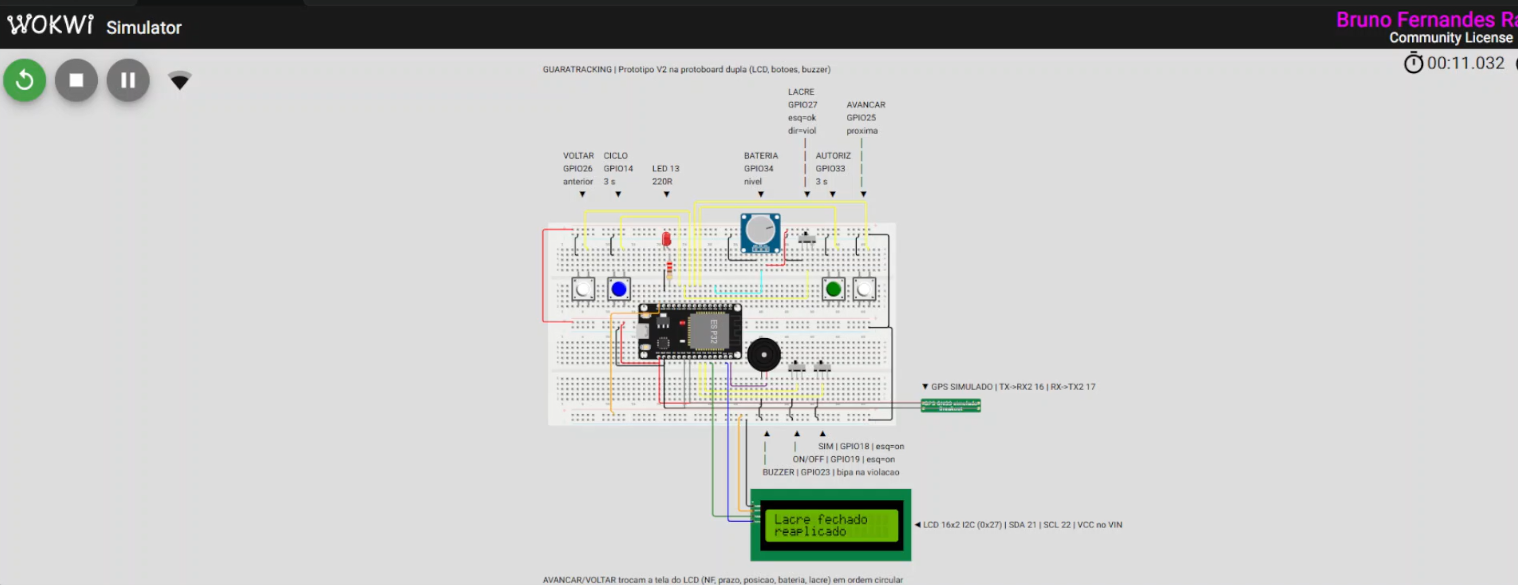 WOKWi Simulator
Bruno Fernandes Ra
Community License
00:11.032
GUARATRACKING | Prototipo V2 na protoboard dupla (LCD, botoes, buzzer)
LACRE
GPIO27
esq=ok
dir=viol
AVANCAR
GPIO25
proxima
VOLTAR
GPIO26
anterior
CICLO
GPIO14
3 s
LED 13
220R
BATERIA
GPIO34
nivel
AUTORIZ
GPIO33
3 s
ESP32
▼ GPS SIMULADO | TX->RX2 16 | RX->TX2 17
Breakout
SIM | GPIO18 | esq=on
ON/OFF | GPIO19 | esq=on
BUZZER | GPIO23 | bipa na violacao
Lacre fechado
reaplicado
◄ LCD 16x2 I2C (0x27) | SDA 21 | SCL 22 | VCC no VIN
AVANCAR/VOLTAR trocam a tela do LCD (NF, prazo, posicao, bateria, lacre) em ordem circular